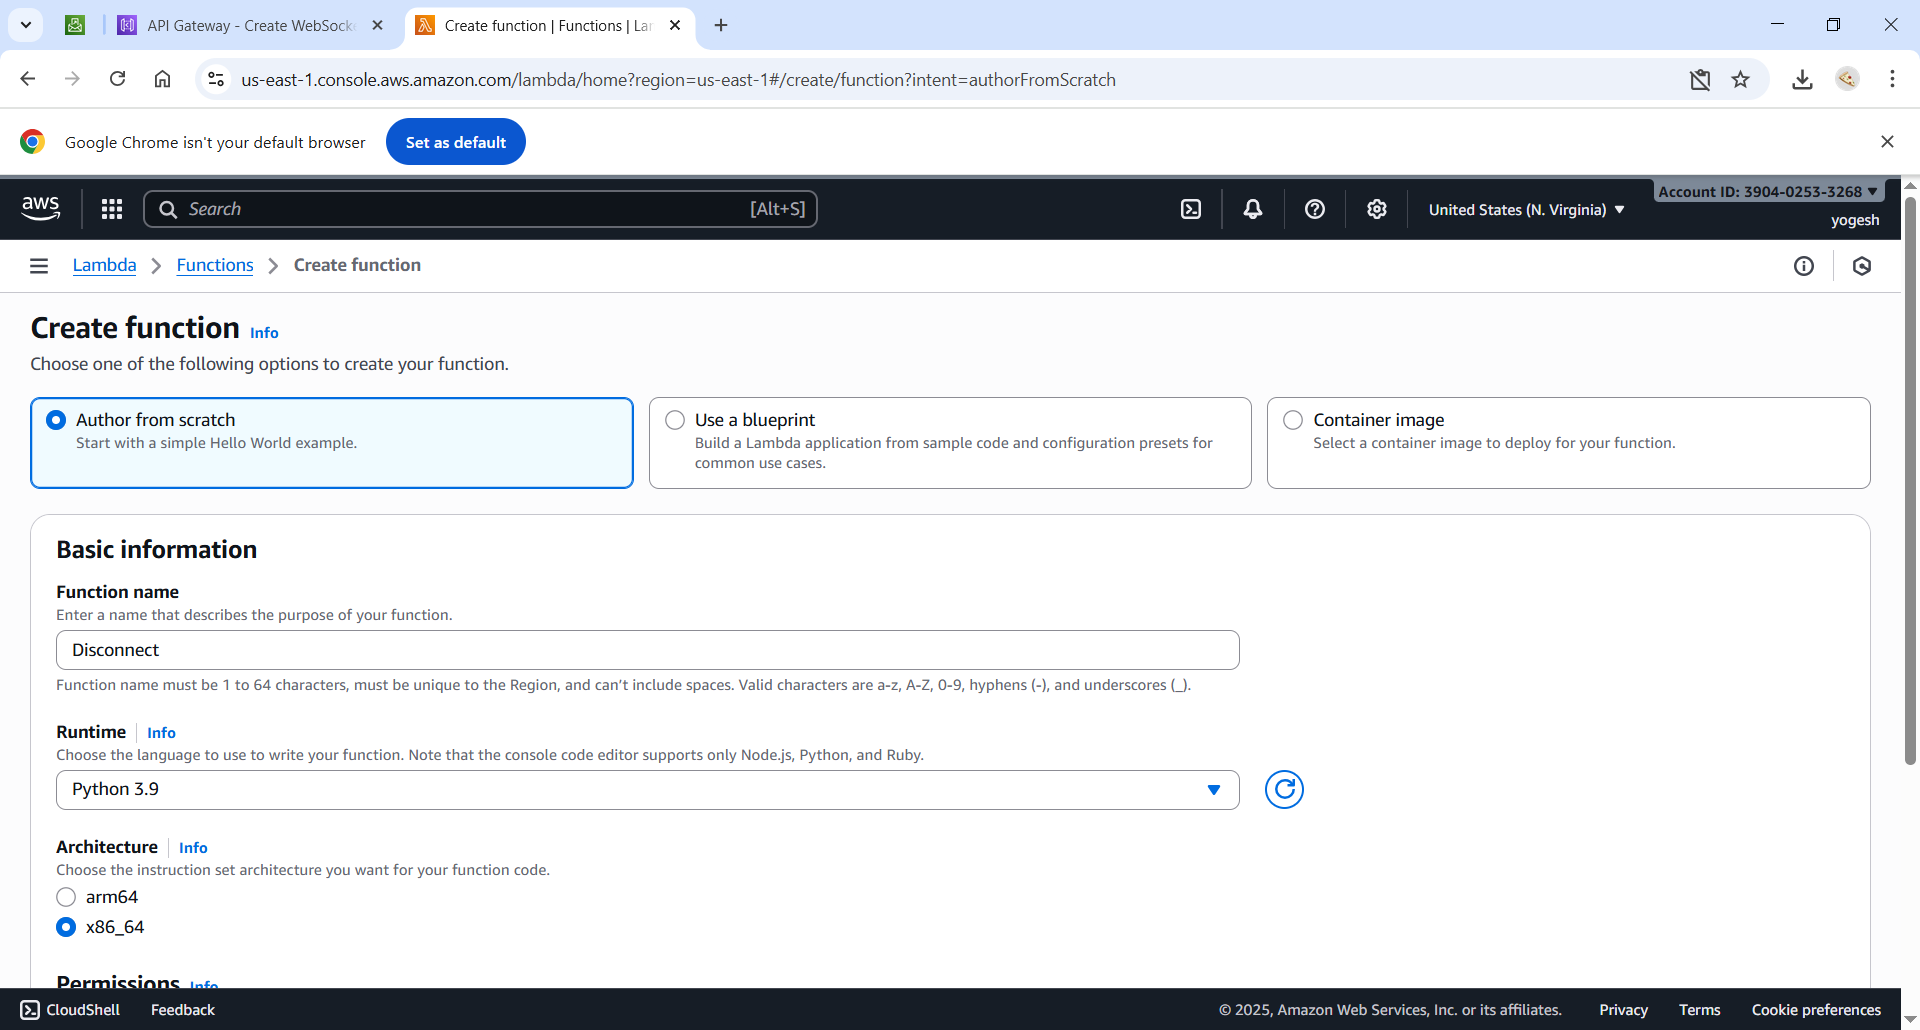 API Gateway - Create WebSocke
Create function | Functions | La
us-east-1.console.aws.amazon.com/lambda/home?region=us-east-1#/create/function?intent=authorFromScratch
Google Chrome isn't your default browser
Set as default
aws
Search
[Alt+S]
United States (N. Virginia)
Account ID: 3904-0253-3268
yogesh
Lambda
Functions
Create function
Create function Info
Choose one of the following options to create your function.
Author from scratch
Start with a simple Hello World example.
Use a blueprint
Build a Lambda application from sample code and configuration presets for
common use cases.
Container image
Select a container image to deploy for your function.
Basic information
Function name
Enter a name that describes the purpose of your function.
Disconnect
Function name must be 1 to 64 characters, must be unique to the Region, and can't include spaces. Valid characters are a-z, A-Z, 0-9, hyphens (-), and underscores (_).
Runtime Info
Choose the language to use to write your function. Note that the console code editor supports only Node.js, Python, and Ruby.
Python 3.9
Architecture Info
Choose the instruction set architecture you want for your function code.
arm64
x86_64
Permissions Info
CloudShell
Feedback
© 2025, Amazon Web Services, Inc. or its affiliates.
Privacy
Terms
Cookie preferences